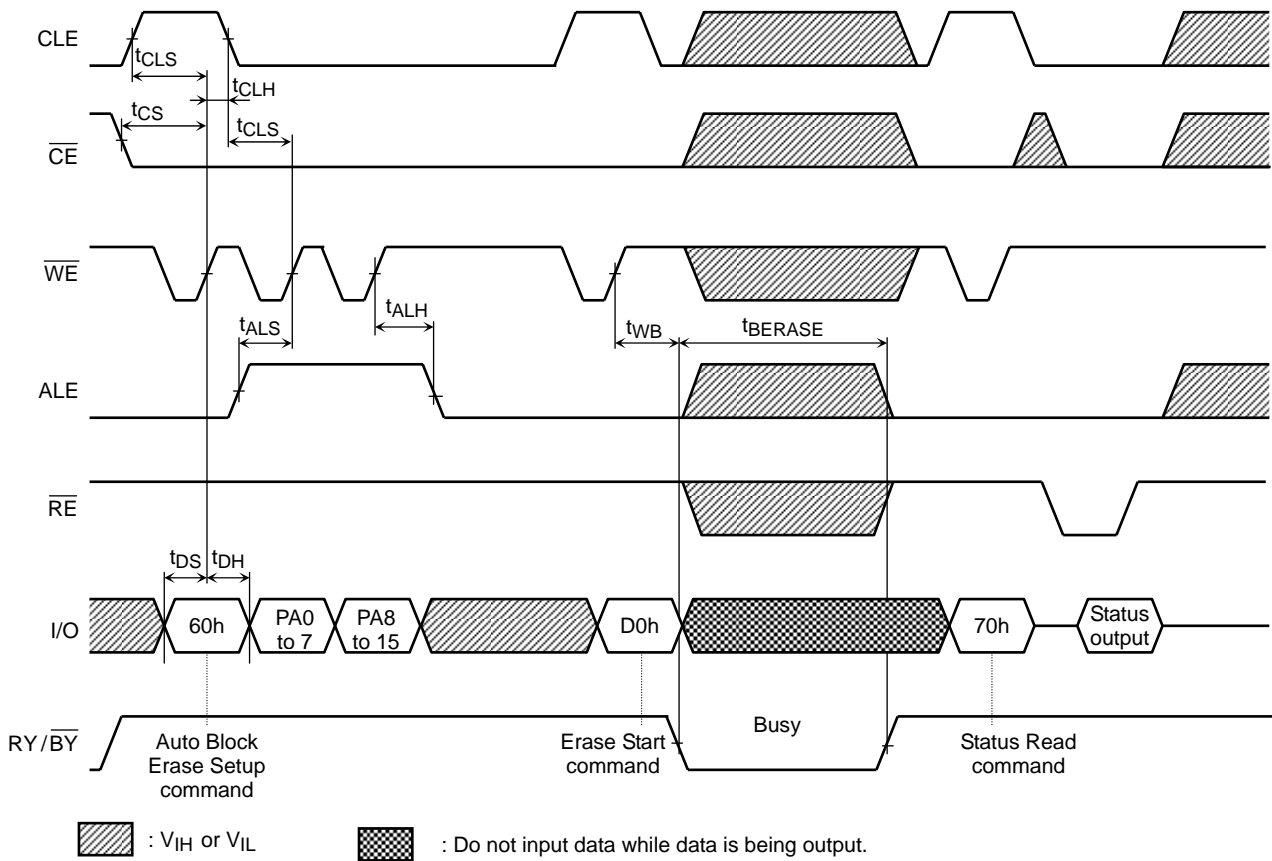 CLE
tCLS
tCLH
tCS
tCLS
CE
WE
tALS
tALH
tWB
tBERASE
ALE
RE
tDS
tDH
I/O
60h
PA0
to 7
PA8
to 15
D0h
70h
Status
output
RY/BY
Busy
Auto Block
Erase Setup
command
Erase Start
command
Status Read
command
: VIH or VIL
: Do not input data while data is being output.